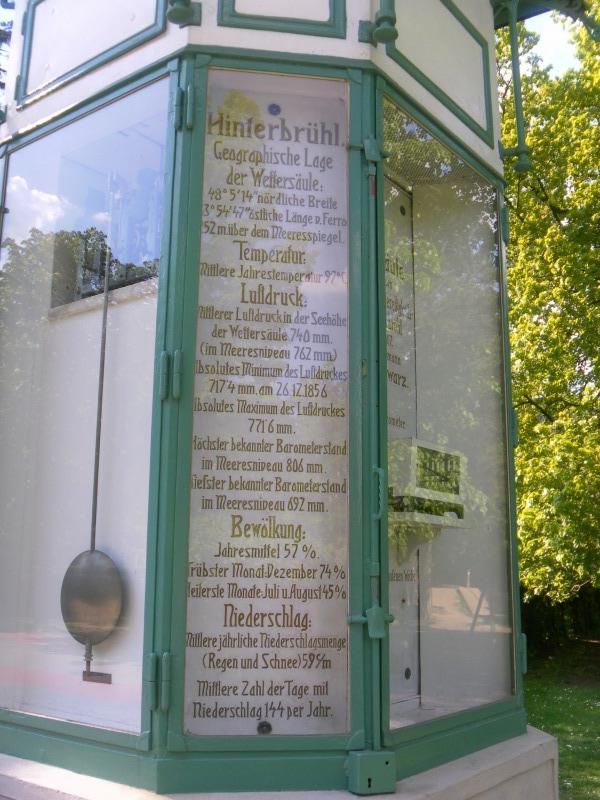 Hinterbrühl.
Geographische Lage
der Wettersäule:
48° 5' 14" nördliche Breite
3° 54' 47" östliche Länge v. Ferro
52 m. über dem Meeresspiegel.
Temperatur:
Mittlere Jahrestemperatur 9'7°C
Luftdruck:
Mittlerer Luftdruck in der Seehöhe
der Wettersäule 740 mm.
(im Meeresniveau 762 mm.)
Absolutes Minimum des Luftdruckes
717'4 mm. am 26.12.1856
Absolutes Maximum des Luftdruckes
771'6 mm.
Höchster bekannter Barometerstand
im Meeresniveau 806 mm.
Tiefster bekannter Barometerstand
im Meeresniveau 692 mm.
Bewölkung:
Jahresmittel 57 %.
Trübster Monat: Dezember 74 %
Heiterste Monate: Juli u. August 45 %
Niederschlag:
Mittlere jährliche Niederschlagsmenge
(Regen und Schnee) 59 c/m
Mittlere Zahl der Tage mit
Niederschlag 144 per Jahr.